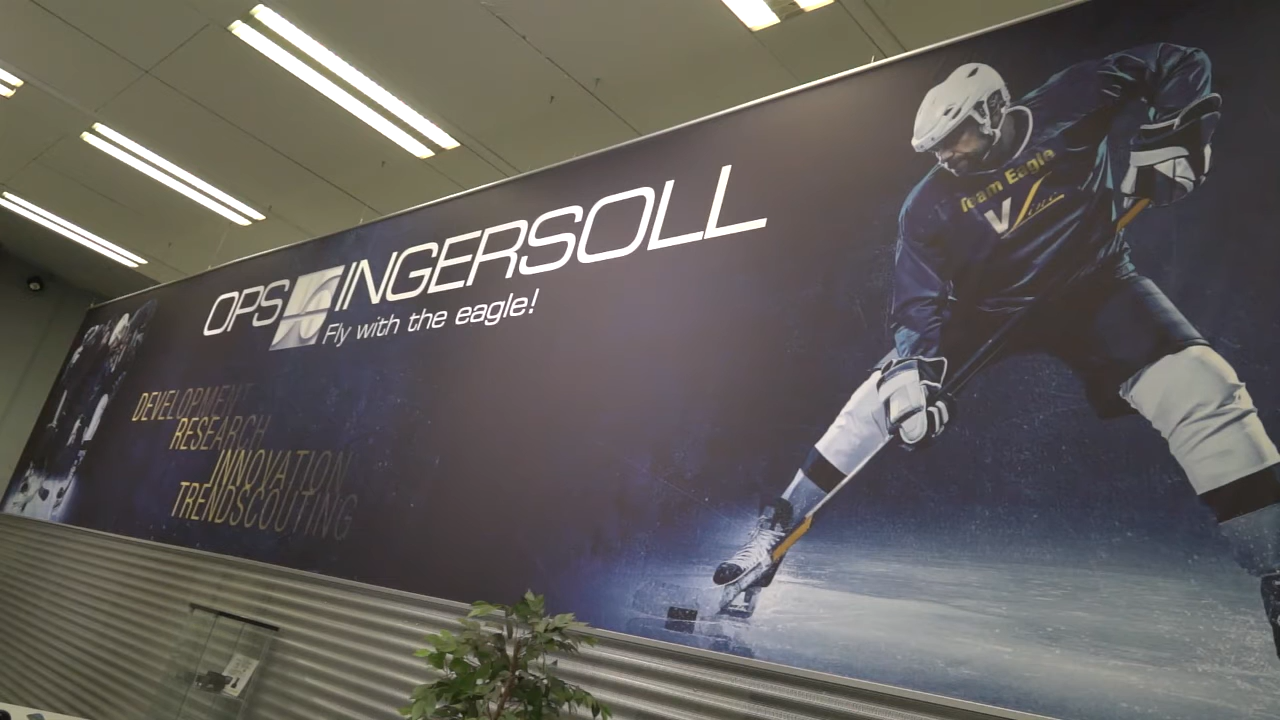 OPS INGERSOLL
Fly with the eagle!
DEVELOPMENT
RESEARCH
INNOVATION
TRENDSCOUTING
Team Eagle